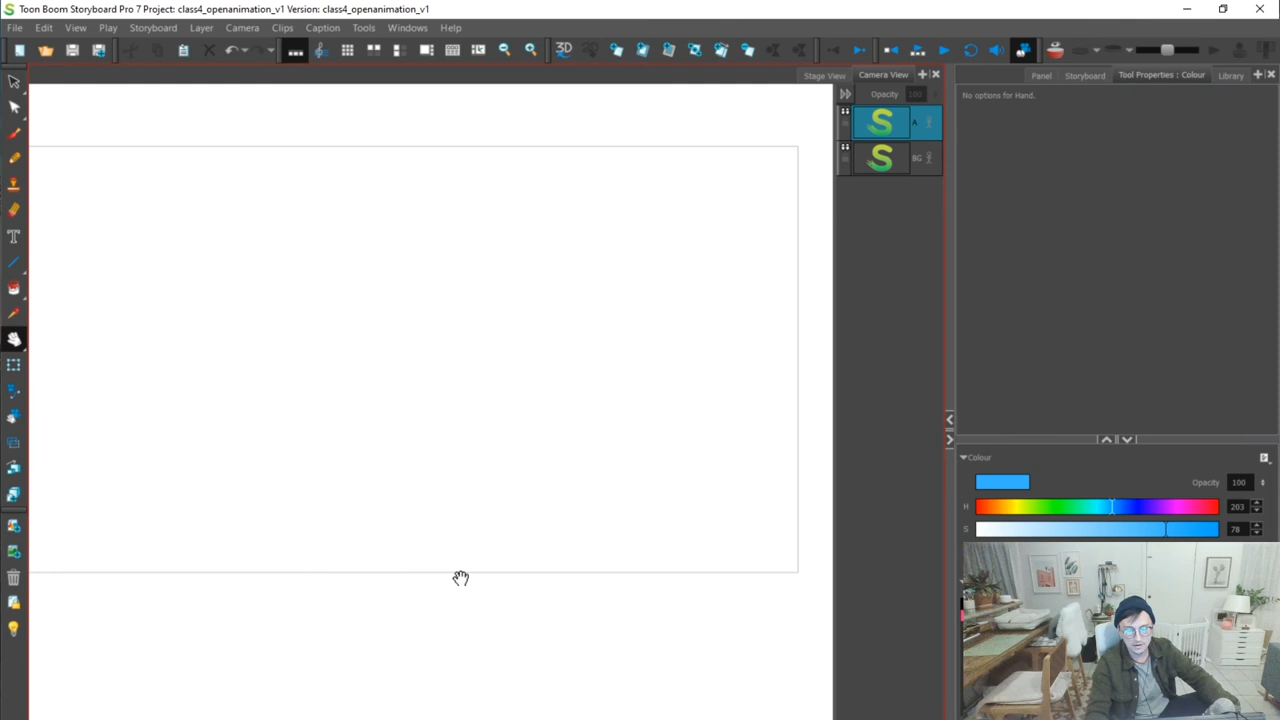 Toon Boom Storyboard Pro 7 Project: class4_openanimation_v1 Version: class4_openanimation_v1
File Edit View Play Storyboard Layer Camera Clips Caption Tools Windows Help
3D
Stage View Camera View
Panel Storyboard Tool Properties : Colour Library
Opacity 100
No options for Hand.
A
BG
Colour
Opacity 100
H 203
S 78